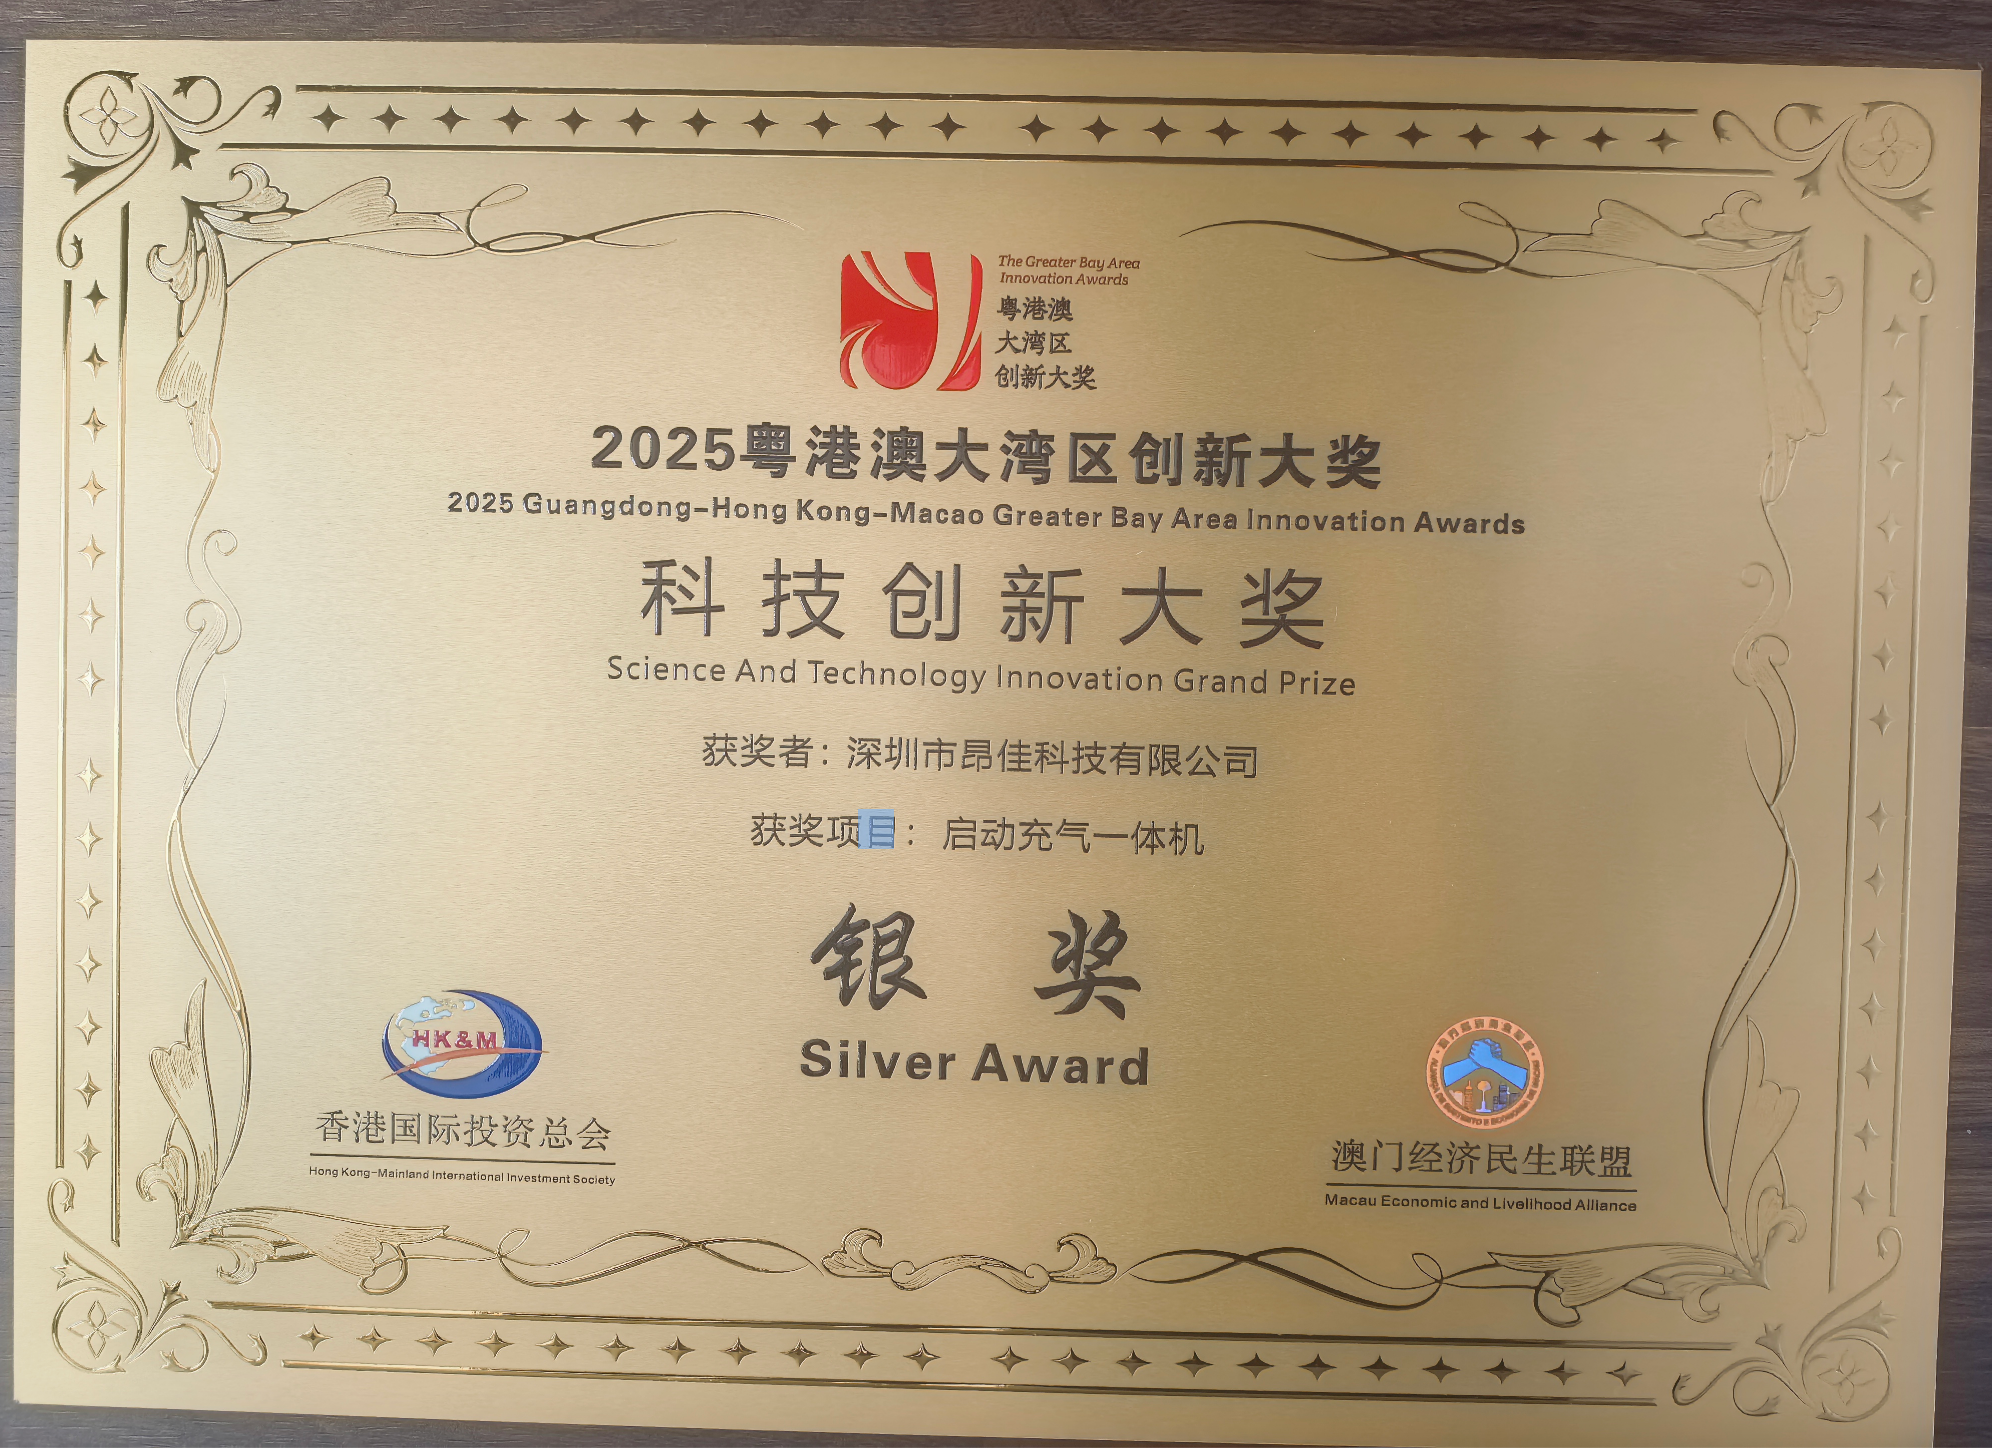 The Greater Bay Area
Innovation Awards
粤港澳
大湾区
创新大奖
2025粤港澳大湾区创新大奖
2025 Guangdong-Hong Kong-Macao Greater Bay Area Innovation Awards
科技创新大奖
Science And Technology Innovation Grand Prize
获奖者：深圳市昂佳科技有限公司
获奖项目： 启动充气一体机
银 奖
Silver Award
HK&M
香港国际投资总会
Hong Kong-Mainland International Investment Society
澳门经济民生联盟
Macau Economic and Livelihood Alliance